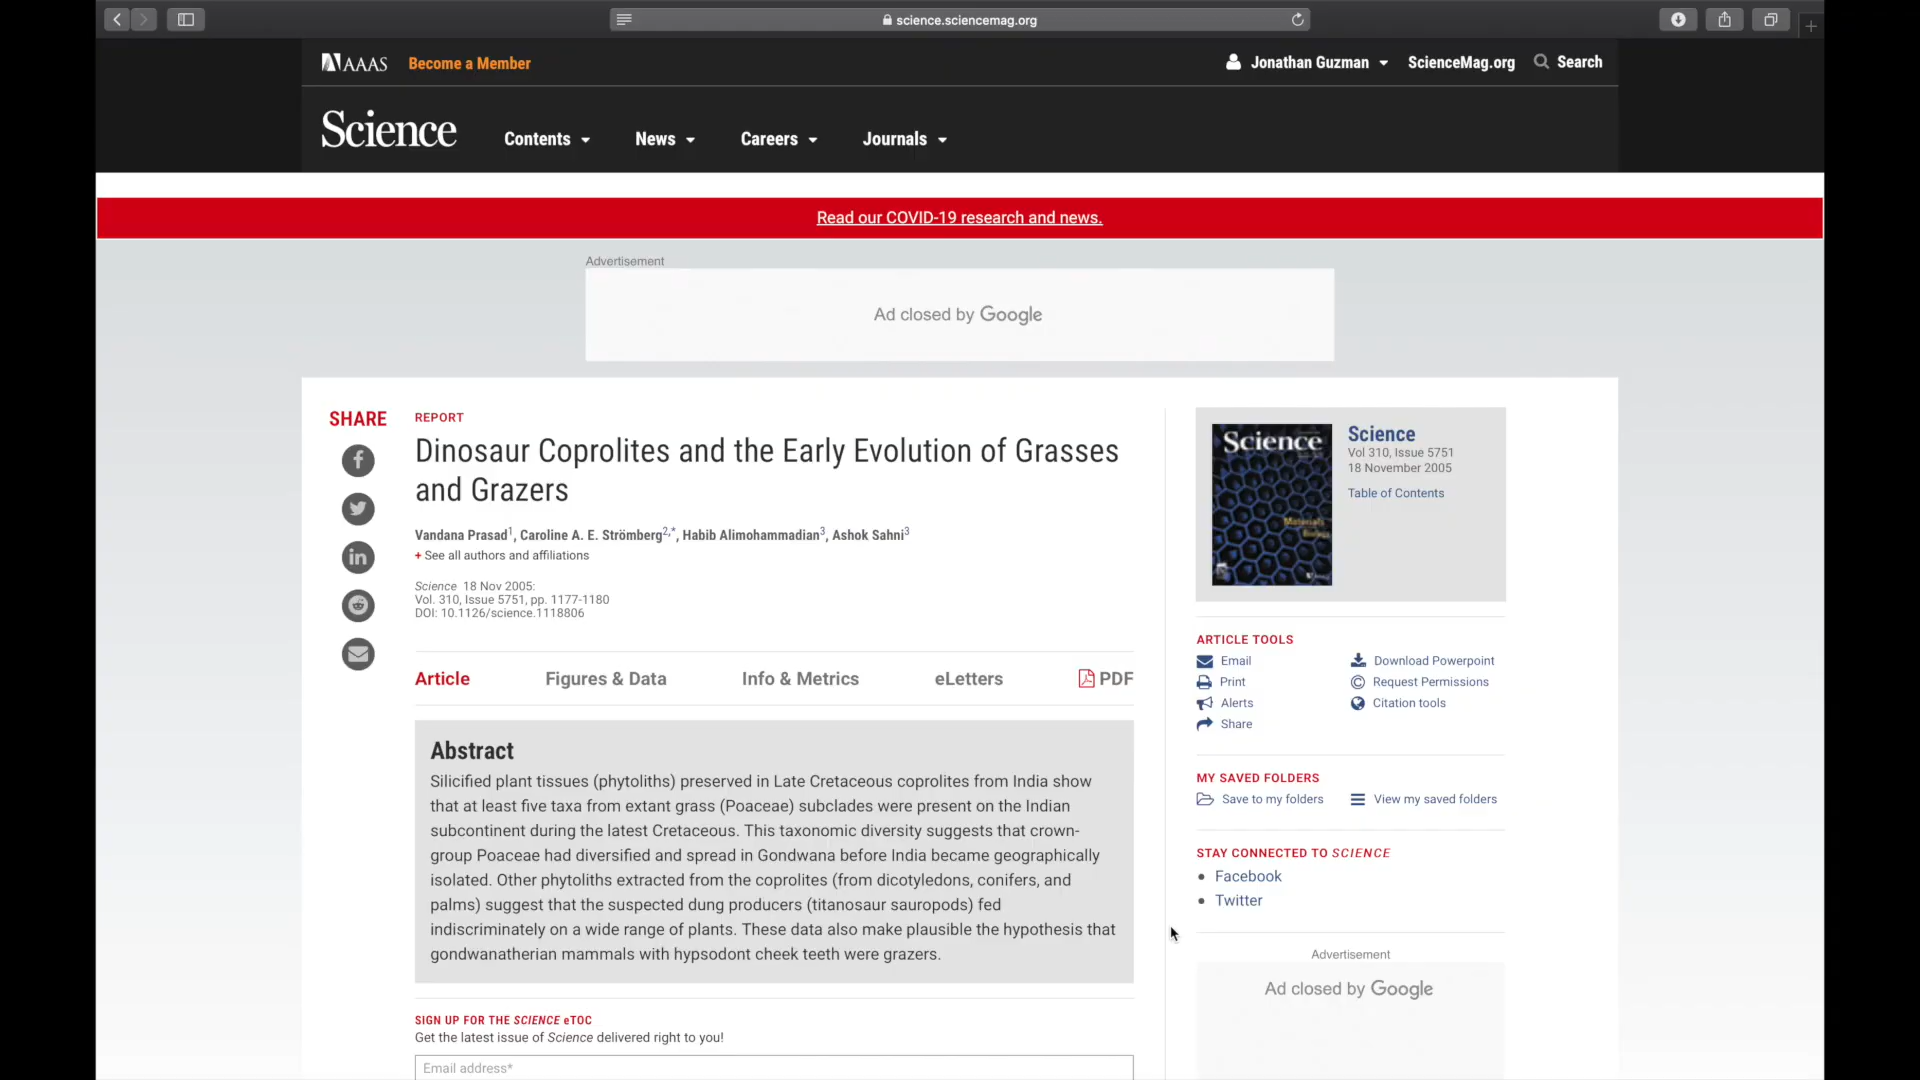 science.sciencemag.org
AAAS Become a Member Jonathan Guzman ScienceMag.org Search
Science Contents News Careers Journals
Read our COVID-19 research and news.
Advertisement
Ad closed by Google
SHARE
REPORT
Dinosaur Coprolites and the Early Evolution of Grasses
and Grazers
Vandana Prasad1, Caroline A. E. Strömberg2,*, Habib Alimohammadian3, Ashok Sahni3
+ See all authors and affiliations
Science 18 Nov 2005:
Vol. 310, Issue 5751, pp. 1177-1180
DOI: 10.1126/science.1118806
Article Figures & Data Info & Metrics eLetters PDF
Abstract
Silicified plant tissues (phytoliths) preserved in Late Cretaceous coprolites from India show
that at least five taxa from extant grass (Poaceae) subclades were present on the Indian
subcontinent during the latest Cretaceous. This taxonomic diversity suggests that crown-
group Poaceae had diversified and spread in Gondwana before India became geographically
isolated. Other phytoliths extracted from the coprolites (from dicotyledons, conifers, and
palms) suggest that the suspected dung producers (titanosaur sauropods) fed
indiscriminately on a wide range of plants. These data also make plausible the hypothesis that
gondwanatherian mammals with hypsodont cheek teeth were grazers.
SIGN UP FOR THE SCIENCE eTOC
Get the latest issue of Science delivered right to you!
Email address*
Science
Materials
Biology
AAAS
Science
Vol 310, Issue 5751
18 November 2005
Table of Contents
ARTICLE TOOLS
Email Download Powerpoint
Print Request Permissions
Alerts Citation tools
Share
MY SAVED FOLDERS
Save to my folders View my saved folders
STAY CONNECTED TO SCIENCE
Facebook
Twitter
Advertisement
Ad closed by Google